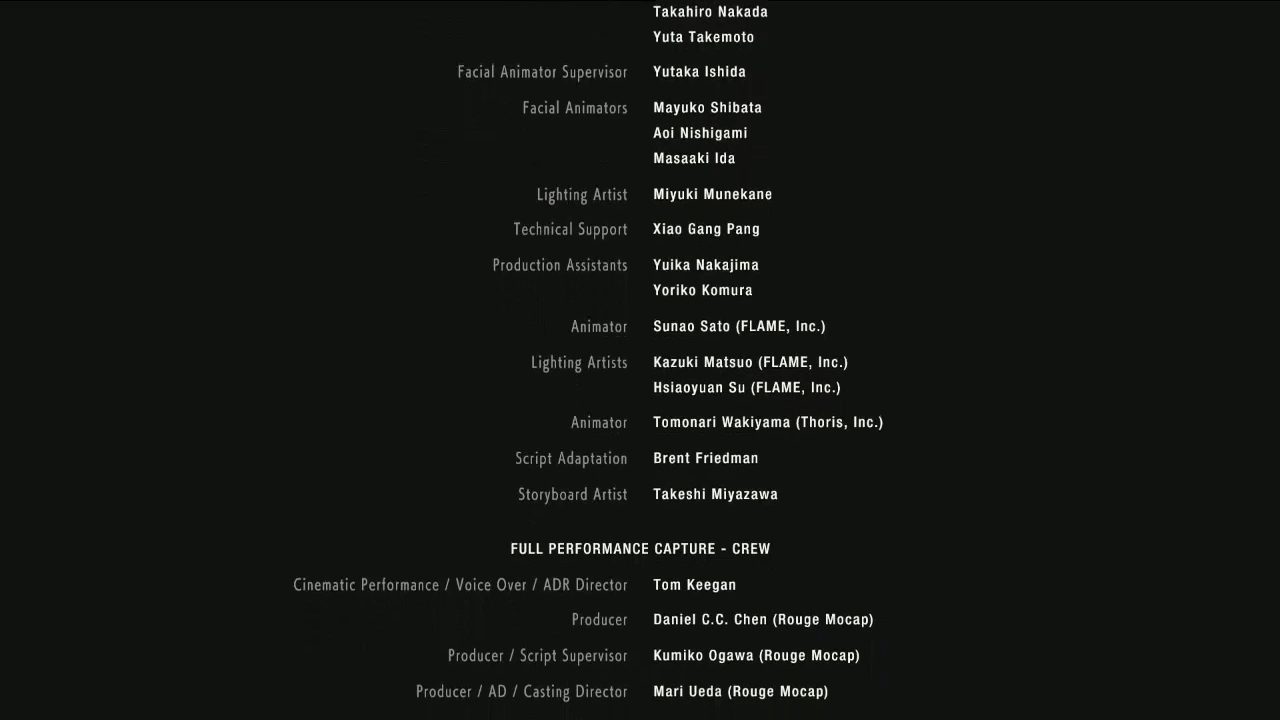 Takahiro Nakada
Yuta Takemoto
Facial Animator Supervisor Yutaka Ishida
Facial Animators Mayuko Shibata
Aoi Nishigami
Masaaki Ida
Lighting Artist Miyuki Munekane
Technical Support Xiao Gang Pang
Production Assistants Yuika Nakajima
Yoriko Komura
Animator Sunao Sato (FLAME, Inc.)
Lighting Artists Kazuki Matsuo (FLAME, Inc.)
Hsiaoyuan Su (FLAME, Inc.)
Animator Tomonari Wakiyama (Thoris, Inc.)
Script Adaptation Brent Friedman
Storyboard Artist Takeshi Miyazawa
FULL PERFORMANCE CAPTURE - CREW
Cinematic Performance / Voice Over / ADR Director Tom Keegan
Producer Daniel C.C. Chen (Rouge Mocap)
Producer / Script Supervisor Kumiko Ogawa (Rouge Mocap)
Producer / AD / Casting Director Mari Ueda (Rouge Mocap)